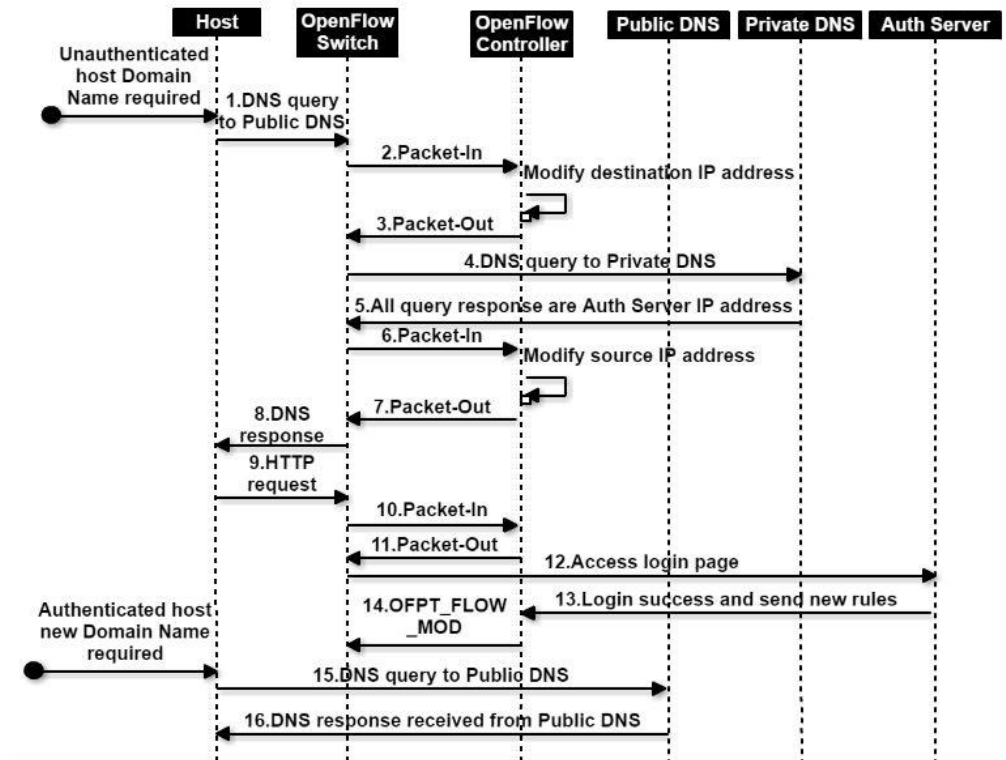 Host
OpenFlow
Switch
OpenFlow
Controller
Public DNS
Private DNS
Auth Server
Unauthenticated
host Domain
Name required
1.DNS query
to Public DNS
2.Packet-In
Modify destination IP address
3.Packet-Out
4.DNS query to Private DNS
5.All query response are Auth Server IP address
6.Packet-In
Modify source IP address
7.Packet-Out
8.DNS
response
9.HTTP
request
10.Packet-In
11.Packet-Out
12.Access login page
13.Login success and send new rules
14.OFPT_FLOW
_MOD
Authenticated host
new Domain Name
required
15.DNS query to Public DNS
16.DNS response received from Public DNS